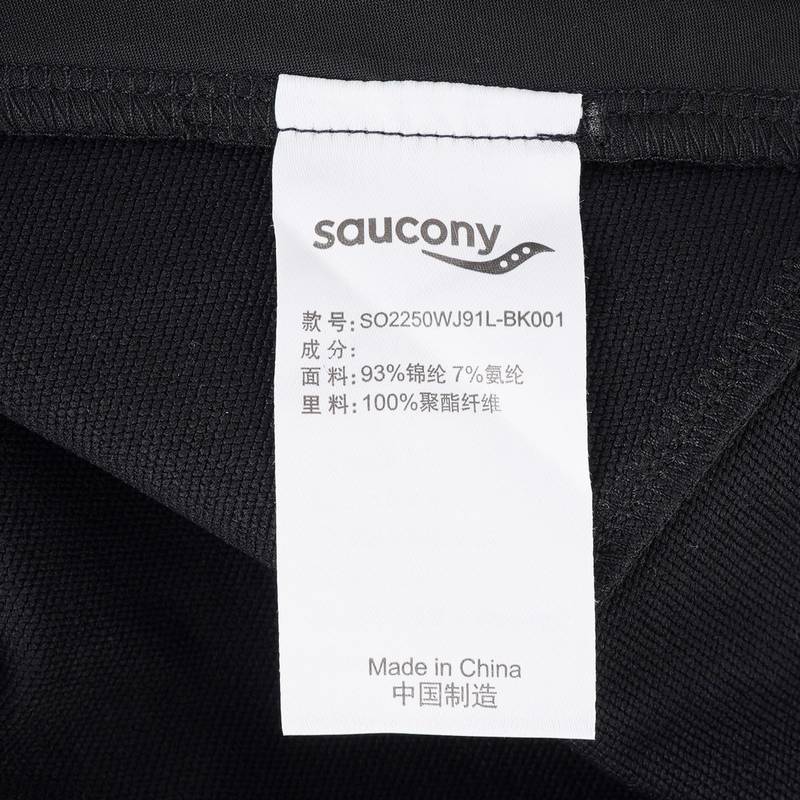 saucony
款号: SO2250WJ91L-BK001
成分:
面料: 93%锦纶 7%氨纶
里料: 100%聚酯纤维
Made in China
中国制造